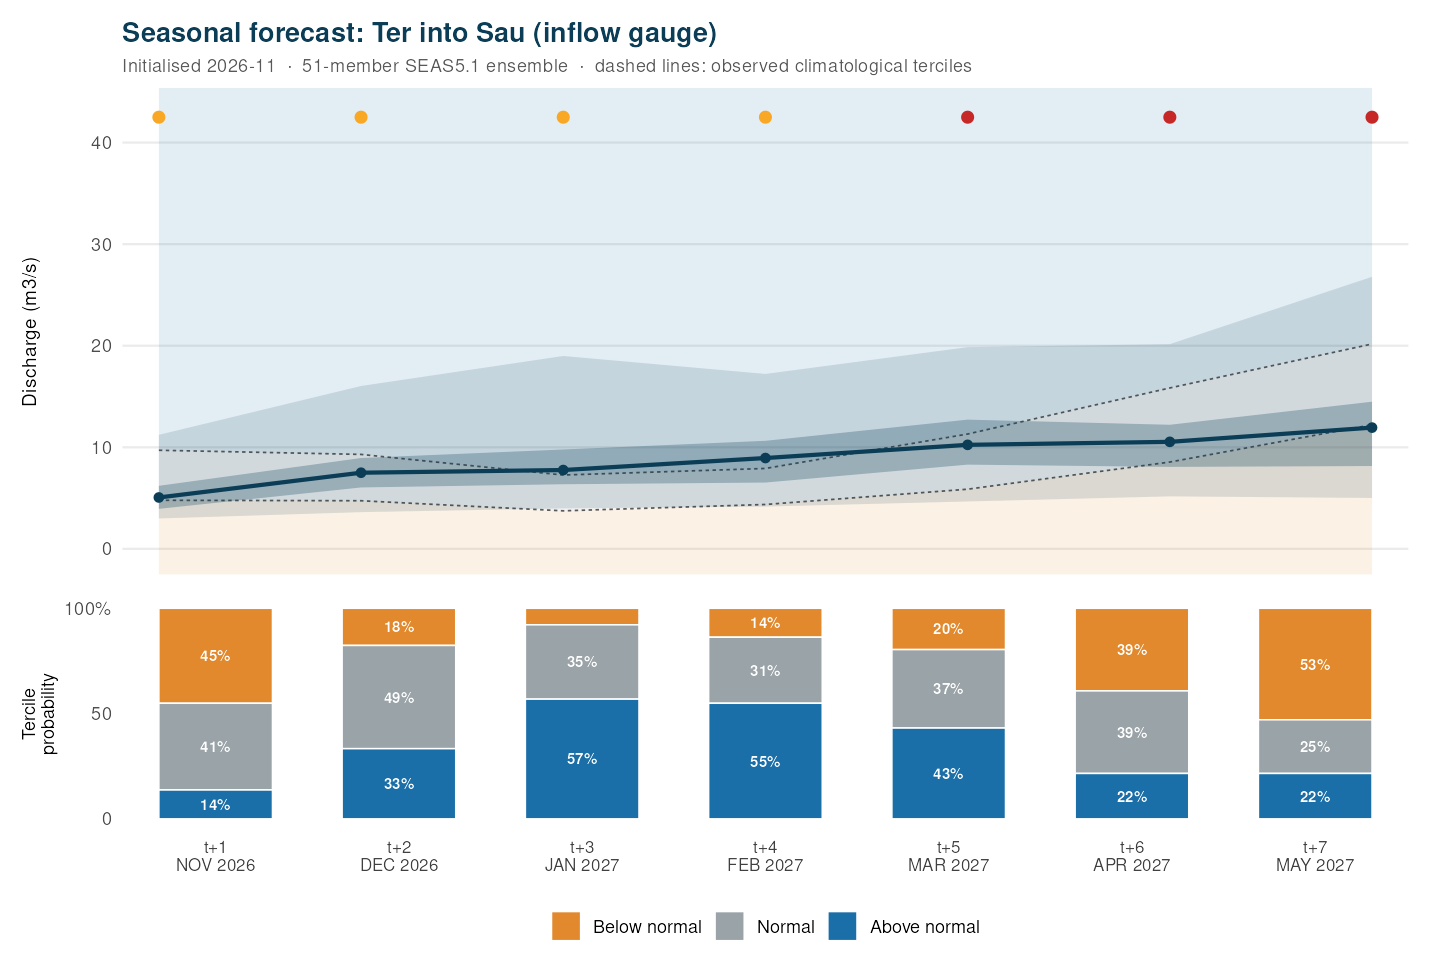 Seasonal forecast: Ter into Sau (inflow gauge)
Initialised 2026-11 · 51-member SEAS5.1 ensemble · dashed lines: observed climatological terciles
Discharge (m3/s)
40
30
20
10
0
Tercile
probability
100%
50
0
45% 18% 14% 20% 39% 53%
41% 49% 35% 31% 37% 39% 25%
14% 33% 57% 55% 43% 22% 22%
t+1 t+2 t+3 t+4 t+5 t+6 t+7
NOV 2026 DEC 2026 JAN 2027 FEB 2027 MAR 2027 APR 2027 MAY 2027
Below normal Normal Above normal